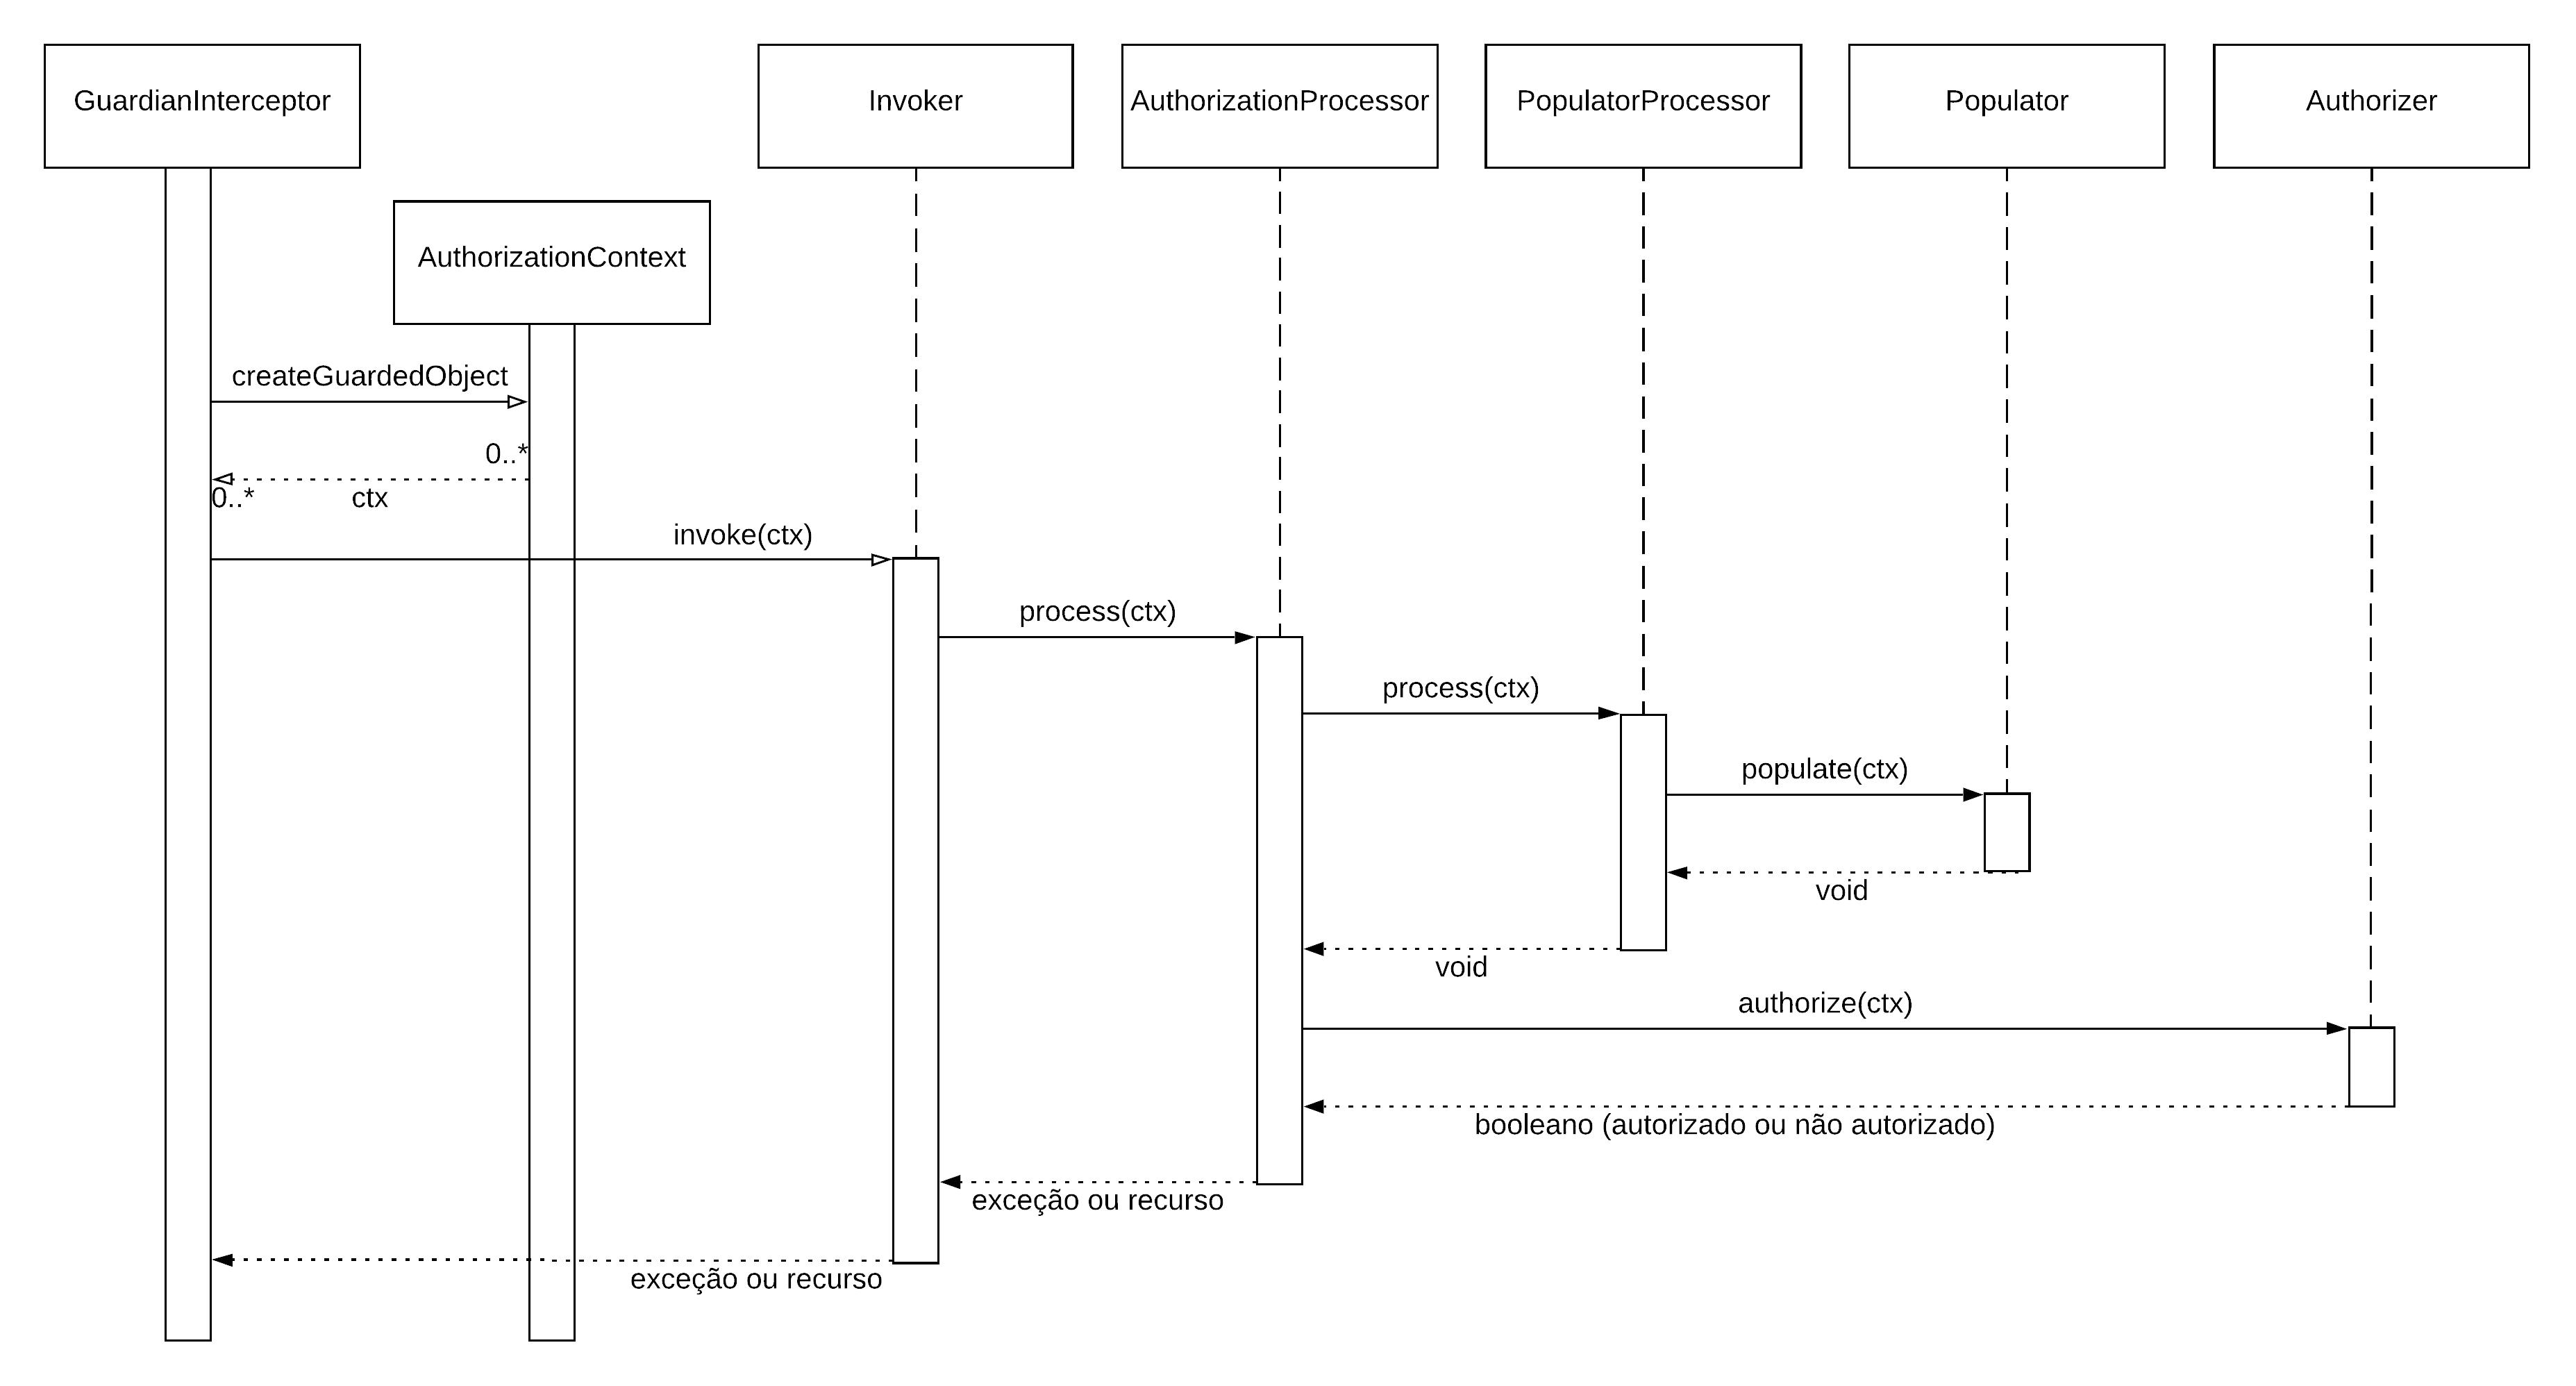 GuardianInterceptor
Invoker
AuthorizationProcessor
PopulatorProcessor
Populator
Authorizer
AuthorizationContext
createGuardedObject
0..*
0..*
ctx
invoke(ctx)
process(ctx)
process(ctx)
populate(ctx)
void
void
authorize(ctx)
booleano (autorizado ou não autorizado)
exceção ou recurso
exceção ou recurso